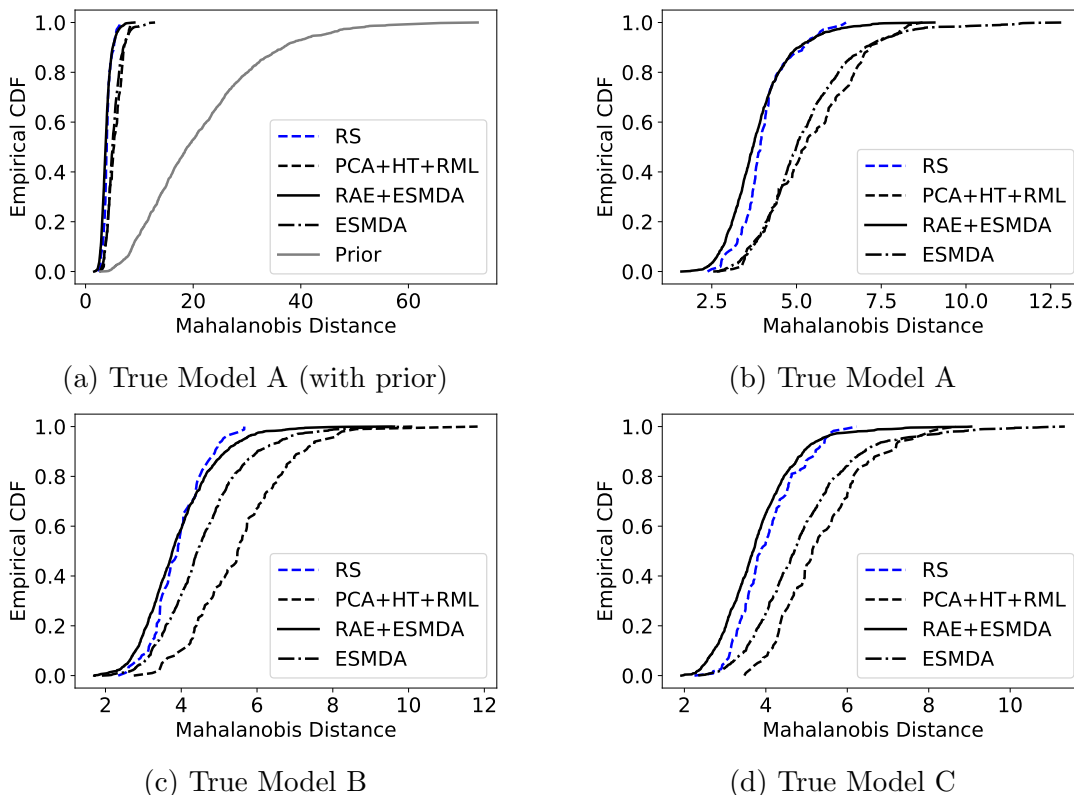 1.0
0.8
0.6
0.4
0.2
0.0
Empirical CDF
RS
PCA+HT+RML
RAE+ESMDA
ESMDA
Prior
0 20 40 60
Mahalanobis Distance
(a) True Model A (with prior)
1.0
0.8
0.6
0.4
0.2
0.0
Empirical CDF
RS
PCA+HT+RML
RAE+ESMDA
ESMDA
2.5 5.0 7.5 10.0 12.5
Mahalanobis Distance
(b) True Model A
1.0
0.8
0.6
0.4
0.2
0.0
Empirical CDF
RS
PCA+HT+RML
RAE+ESMDA
ESMDA
2 4 6 8 10 12
Mahalanobis Distance
(c) True Model B
1.0
0.8
0.6
0.4
0.2
0.0
Empirical CDF
RS
PCA+HT+RML
RAE+ESMDA
ESMDA
2 4 6 8 10
Mahalanobis Distance
(d) True Model C